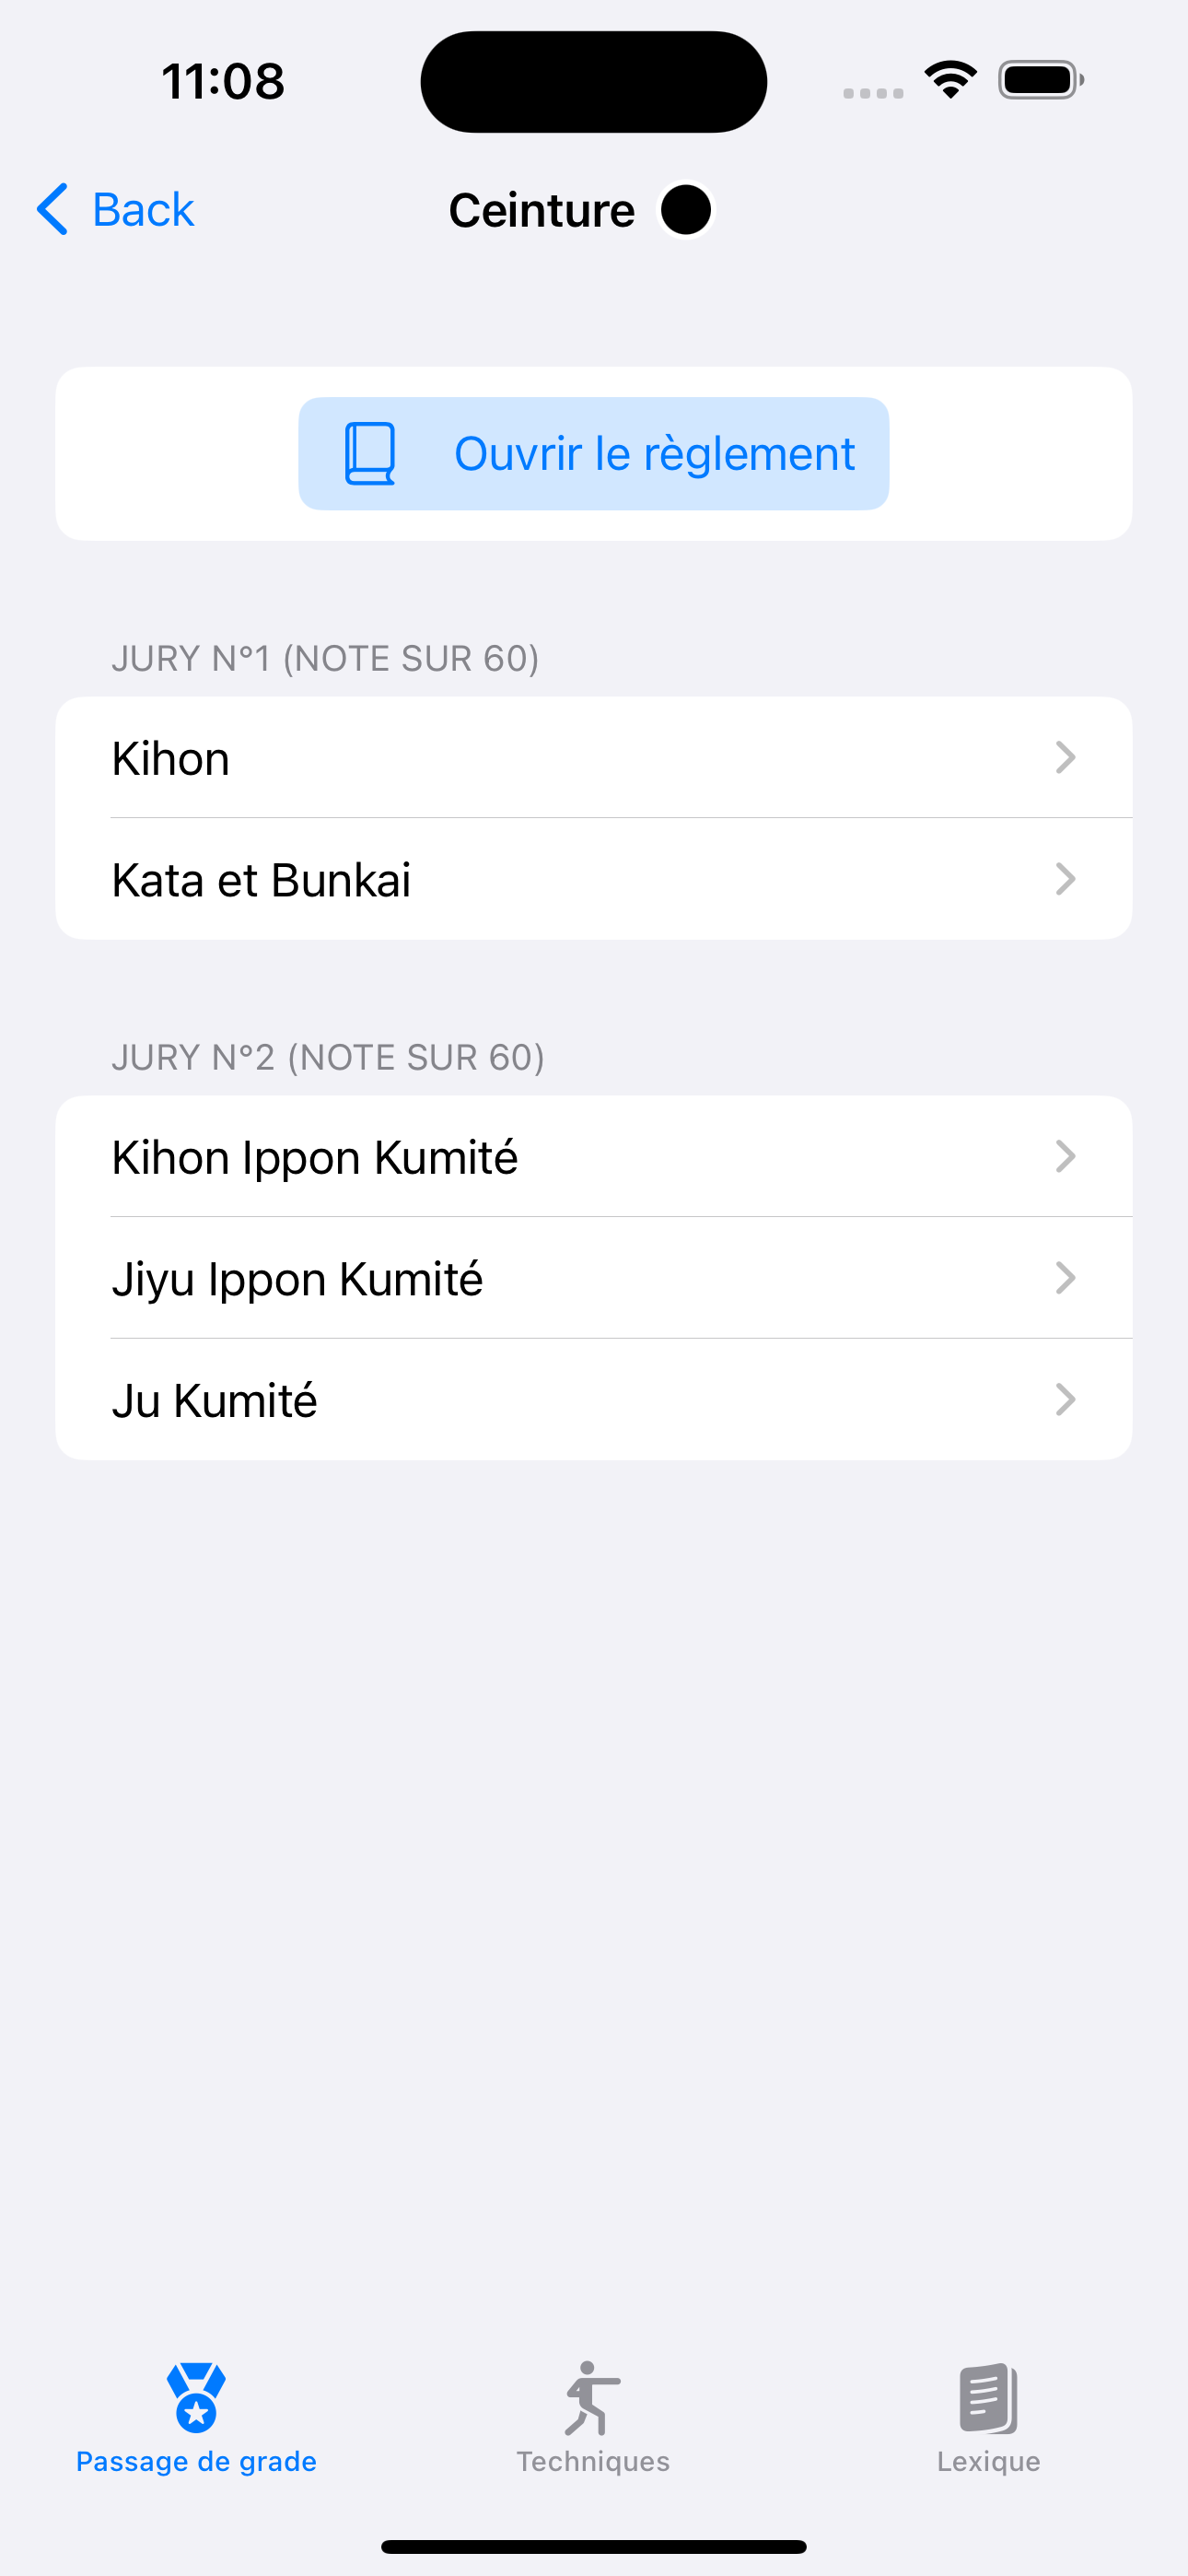 11:08
Back
Ceinture
Ouvrir le règlement
JURY N°1 (NOTE SUR 60)
Kihon
Kata et Bunkai
JURY N°2 (NOTE SUR 60)
Kihon Ippon Kumité
Jiyu Ippon Kumité
Ju Kumité
Passage de grade
Techniques
Lexique